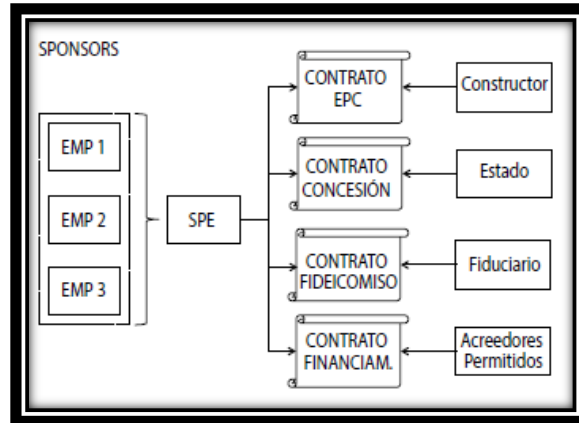 SPONSORS
EMP 1
EMP 2
EMP 3
SPE
CONTRATO
EPC
CONTRATO
CONCESIÓN
CONTRATO
FIDEICOMISO
CONTRATO
FINANCIAM.
Constructor
Estado
Fiduciario
Acreedores
Permitidos